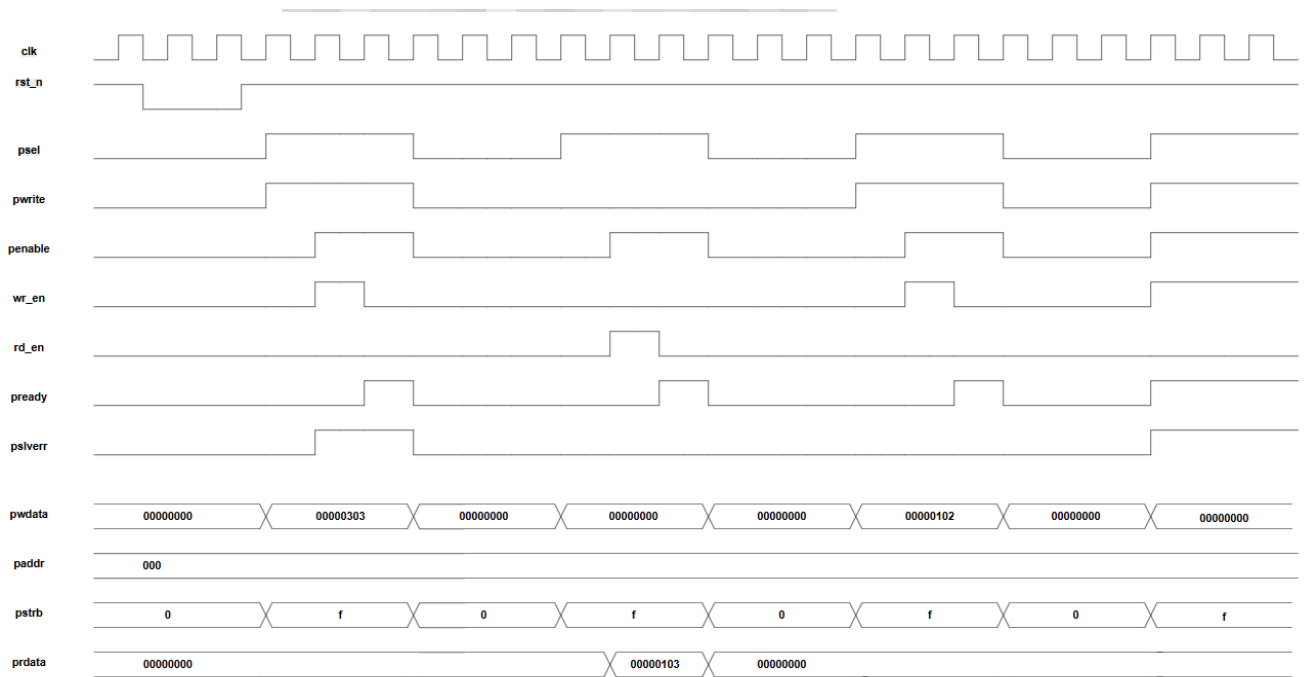 clk
rst_n
psel
pwrite
penable
wr_en
rd_en
pready
pslverr
pwdata 00000000 00000303 00000000 00000000 00000000 00000102 00000000 00000000
paddr 000
pstrb 0 f 0 f 0 f 0 f
prdata 00000000 00000103 00000000